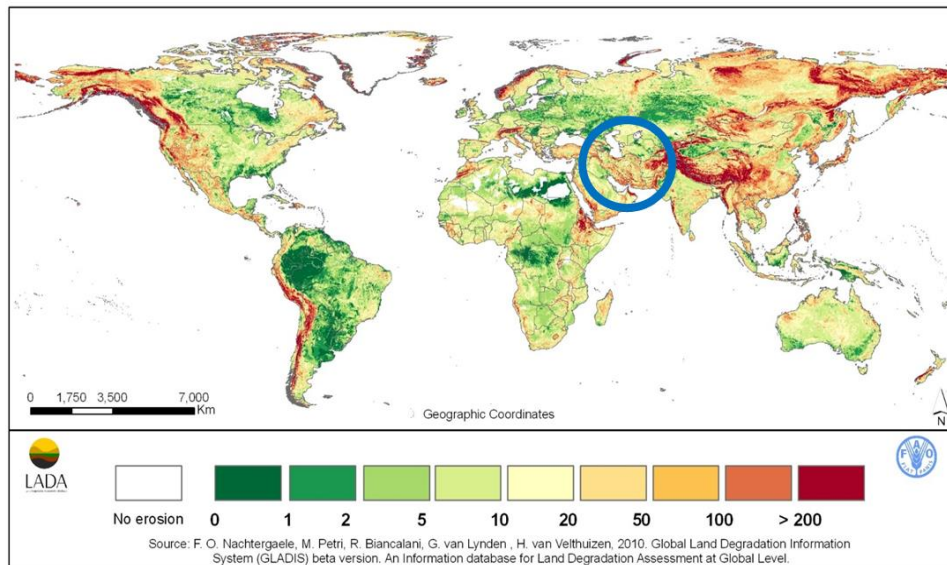 0 1,750 3,500 7,000
Km
Geographic Coordinates
N
LADA
F A O
No erosion 0 1 2 5 10 20 50 100 > 200
Source: F. O. Nachtergaele, M. Petri, R. Biancalani, G. van Lynden , H. van Velthuizen, 2010. Global Land Degradation Information
System (GLADIS) beta version. An Information database for Land Degradation Assessment at Global Level.